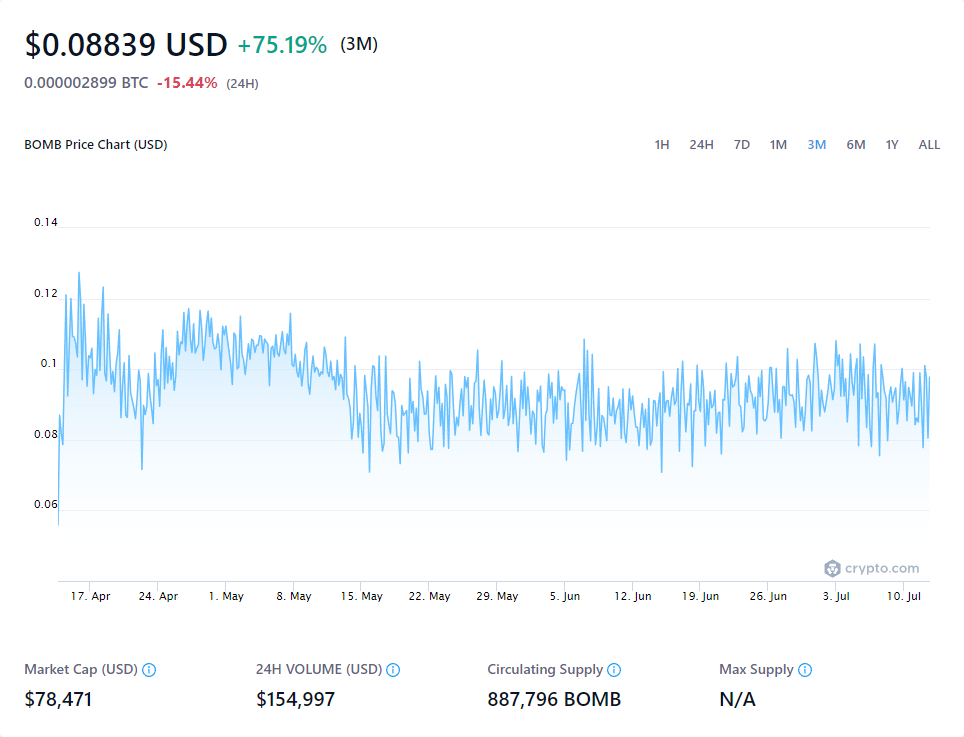 $0.08839 USD +75.19% (3M)
0.000002899 BTC -15.44% (24H)
BOMB Price Chart (USD) 1H 24H 7D 1M 3M 6M 1Y ALL
0.14
0.12
0.1
0.08
0.06
crypto.com
17. Apr 24. Apr 1. May 8. May 15. May 22. May 29. May 5. Jun 12. Jun 19. Jun 26. Jun 3. Jul 10. Jul
Market Cap (USD) 24H VOLUME (USD) Circulating Supply Max Supply
$78,471 $154,997 887,796 BOMB N/A